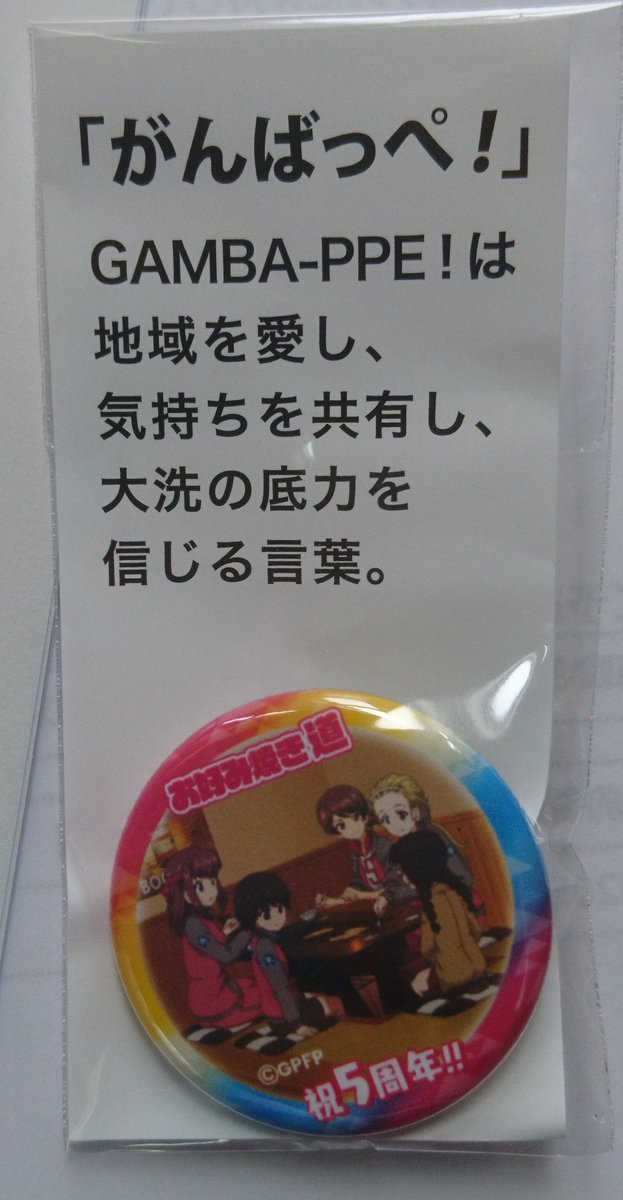 「がんばっぺ!」
GAMBA-PPE!は
地域を愛し、
気持ちを共有し、
大洗の底力を
信じる言葉。
お好み焼き道
©GPFP
祝5周年!!